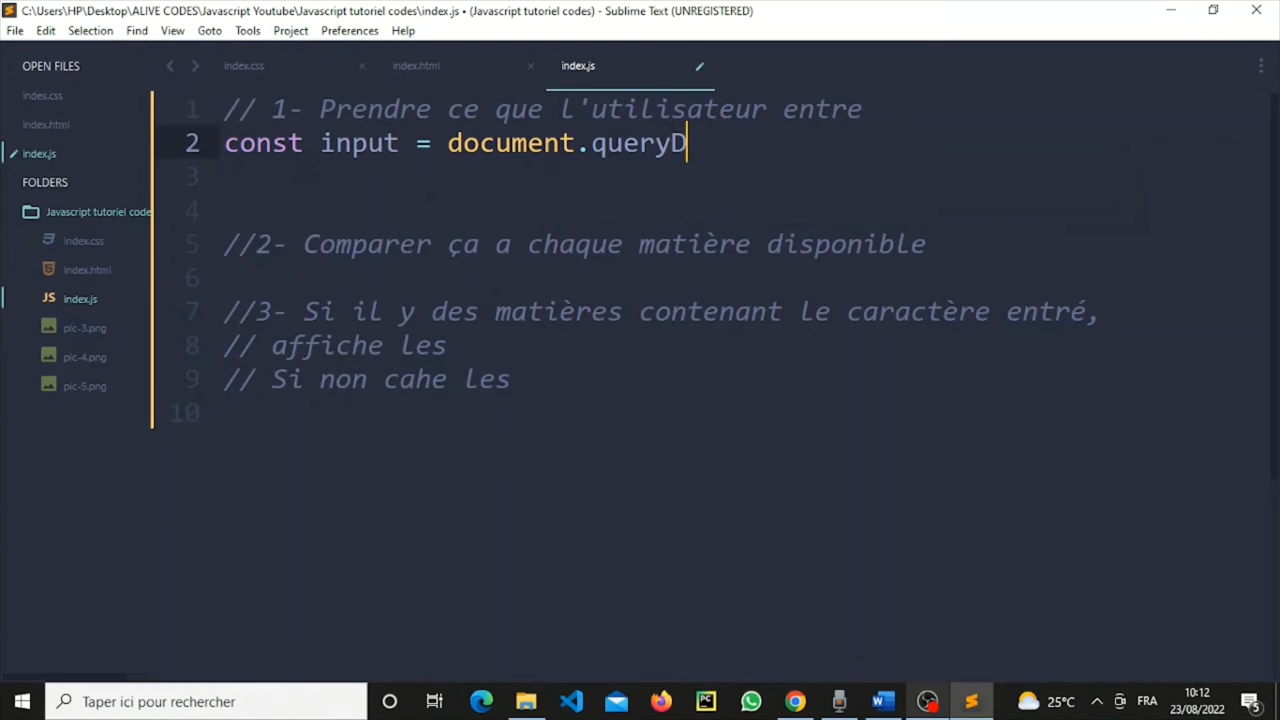 C:\Users\HP\Desktop\ALIVE CODES\Javascript Youtube\Javascript tutoriel codes\index.js • (Javascript tutoriel codes) - Sublime Text (UNREGISTERED)
File Edit Selection Find View Goto Tools Project Preferences Help
OPEN FILES
index.css
index.html
index.js
FOLDERS
Javascript tutoriel code
index.css
index.html
JS index.js
pic-3.png
pic-4.png
pic-5.png
index.css × index.html × index.js
1 // 1- Prendre ce que l'utilisateur entre
2 const input = document.queryD
3
4
5 //2- Comparer ça a chaque matière disponible
6
7 //3- Si il y des matières contenant le caractère entré,
8 // affiche les
9 // Si non cahe les
10
Taper ici pour rechercher
PC
W
25°C
FRA
10:12
23/08/2022
5